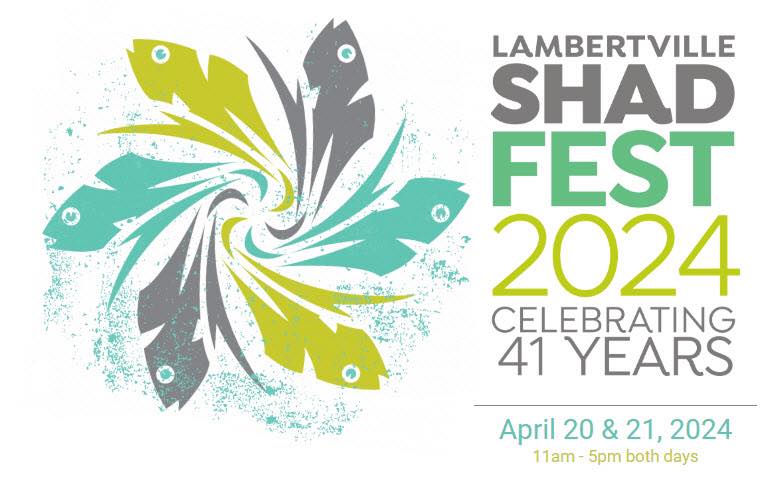 LAMBERTVILLE
SHAD
FEST
2024
CELEBRATING
41 YEARS
April 20 & 21, 2024
11am - 5pm both days